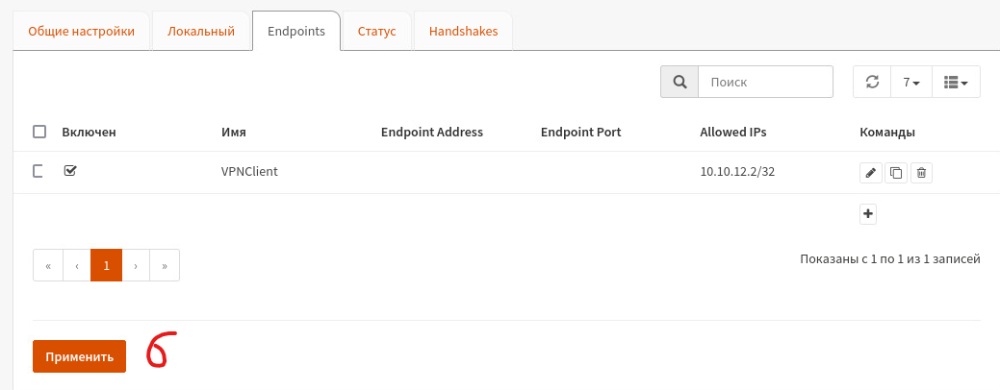 Общие настройки Локальный Endpoints Статус Handshakes
Поиск 7
Включен Имя Endpoint Address Endpoint Port Allowed IPs Команды
VPNClient 10.10.12.2/32
« ‹ 1 › »
Показаны с 1 по 1 из 1 записей
Применить б